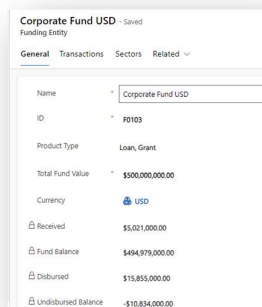 Corporate Fund USD - Saved
Funding Entity
General Transactions Sectors Related
Name * Corporate Fund USD
ID * F0103
Product Type Loan, Grant
Total Fund Value * $500,000,000.00
Currency USD
Received $5,021,000.00
Fund Balance $494,979,000.00
Disbursed $15,855,000.00
Undisbursed Balance -$10,834,000.00